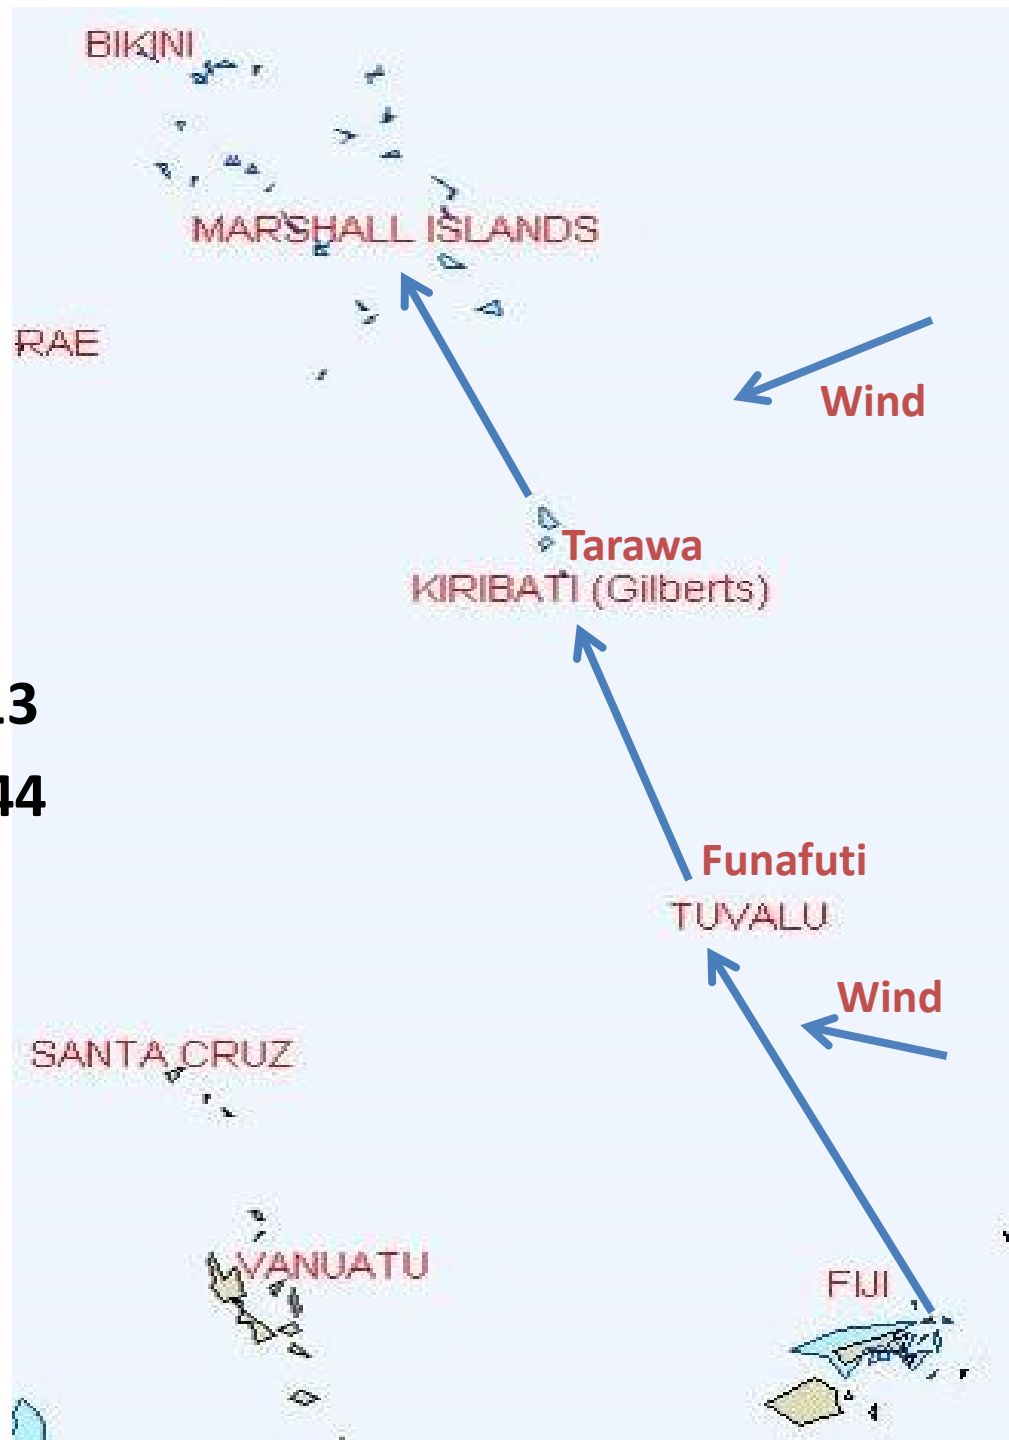 BIKINI
MARSHALL ISLANDS
RAE
Wind
Tarawa
KIRIBATI (Gilberts)
13
44
Funafuti
TUVALU
Wind
SANTA CRUZ
VANUATU
FIJI